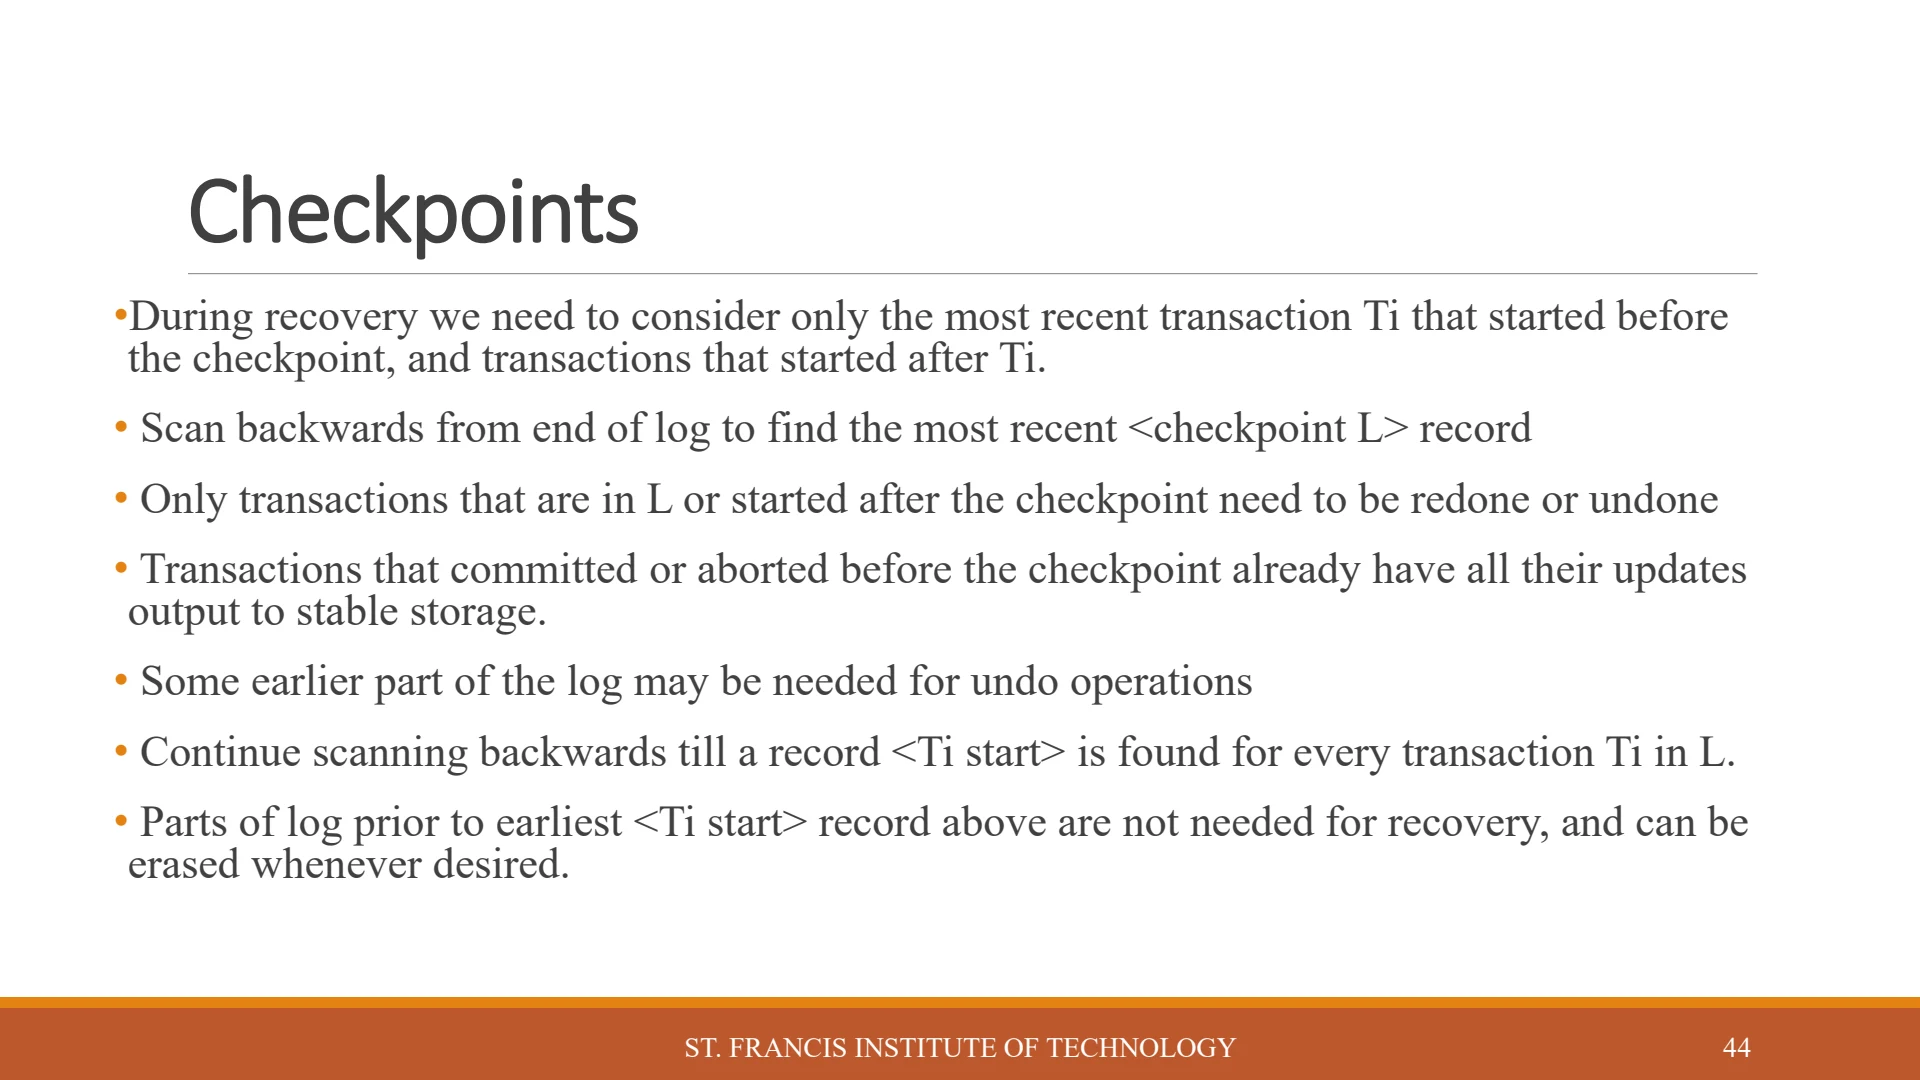 Checkpoints
•During recovery we need to consider only the most recent transaction Ti that started before
the checkpoint, and transactions that started after Ti.
• Scan backwards from end of log to find the most recent <checkpoint L> record
• Only transactions that are in L or started after the checkpoint need to be redone or undone
• Transactions that committed or aborted before the checkpoint already have all their updates
output to stable storage.
• Some earlier part of the log may be needed for undo operations
• Continue scanning backwards till a record <Ti start> is found for every transaction Ti in L.
• Parts of log prior to earliest <Ti start> record above are not needed for recovery, and can be
erased whenever desired.
ST. FRANCIS INSTITUTE OF TECHNOLOGY
44